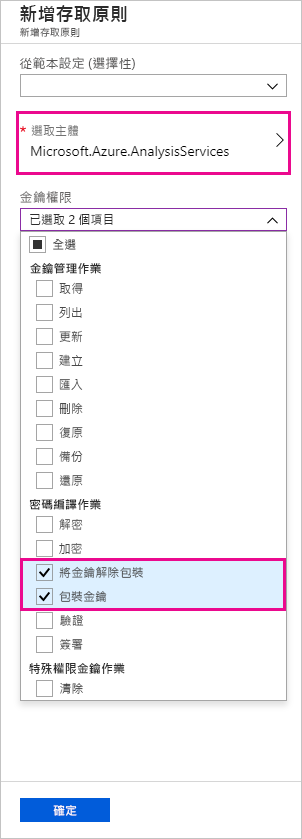 新增存取原則
新增存取原則
從範本設定 (選擇性)
* 選取主體
Microsoft.Azure.AnalysisServices
金鑰權限
已選取 2 個項目
全選
金鑰管理作業
取得
列出
更新
建立
匯入
刪除
復原
備份
還原
密碼編譯作業
解密
加密
將金鑰解除包裝
包裝金鑰
驗證
簽署
特殊權限金鑰作業
清除
確定